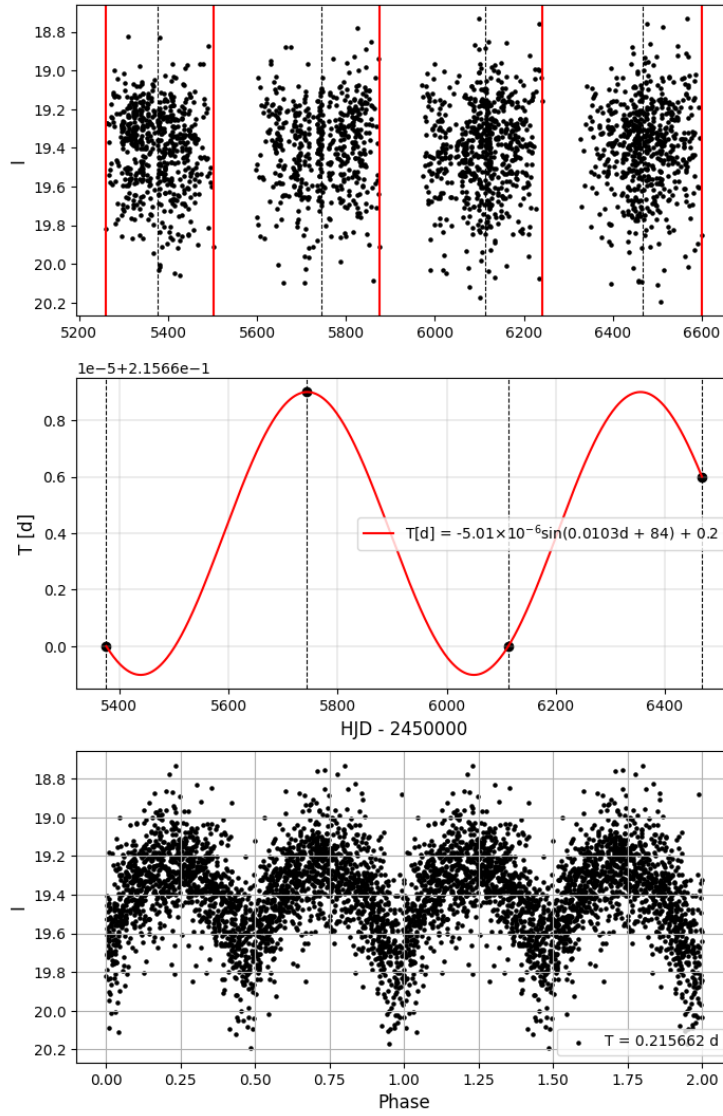 18.8
19.0
19.2
19.4
19.6
19.8
20.0
20.2
I
5200 5400 5600 5800 6000 6200 6400 6600
1e-5+2.1566e-1
0.8
0.6
0.4
0.2
0.0
T [d]
T[d] = -5.01×10⁻⁶sin(0.0103d + 84) + 0.2
5400 5600 5800 6000 6200 6400
HJD - 2450000
18.8
19.0
19.2
19.4
19.6
19.8
20.0
20.2
I
T = 0.215662 d
0.00 0.25 0.50 0.75 1.00 1.25 1.50 1.75 2.00
Phase